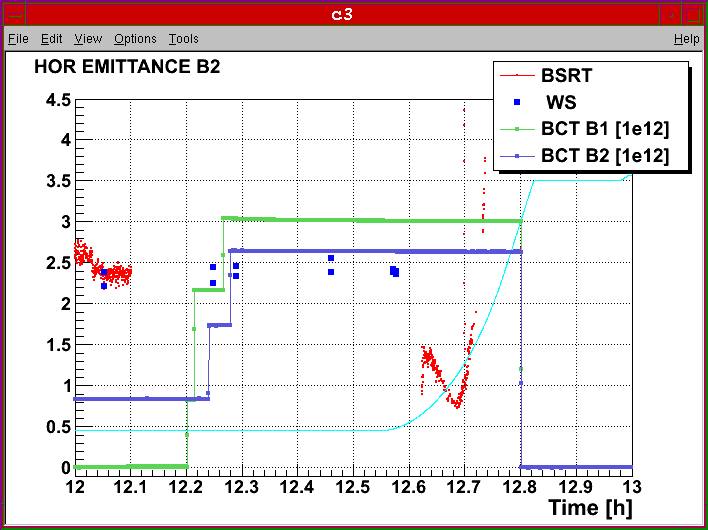 c3
File Edit View Options Tools Help
HOR EMITTANCE B2
BSRT
WS
BCT B1 [1e12]
BCT B2 [1e12]
4.5
4
3.5
3
2.5
2
1.5
1
0.5
0
12 12.1 12.2 12.3 12.4 12.5 12.6 12.7 12.8 12.9 13
Time [h]